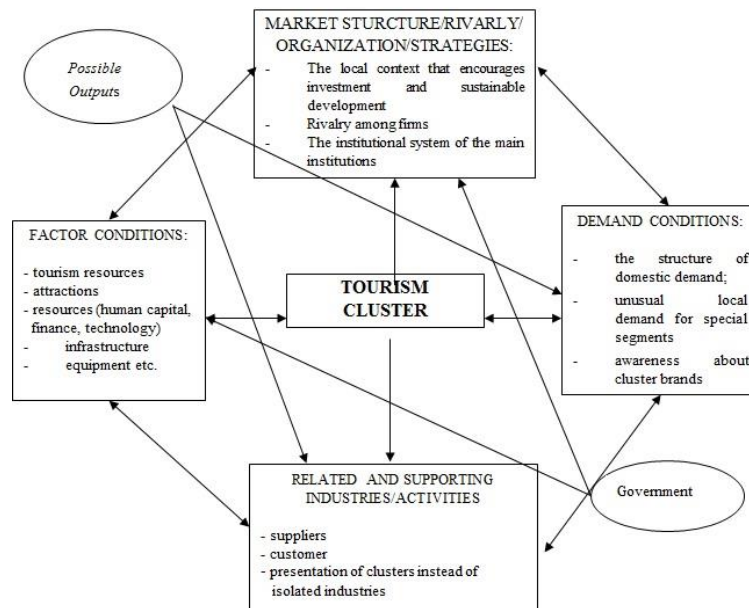 MARKET STURCTURE/RIVARLY/
ORGANIZATION/STRATEGIES:
- The local context that encourages
investment and sustainable
development
- Rivalry among firms
- The institutional system of the main
institutions
Possible
Outputs
FACTOR CONDITIONS:
- tourism resources
- attractions
- resources (human capital,
finance, technology)
- infrastructure
- equipment etc.
TOURISM
CLUSTER
DEMAND CONDITIONS:
- the structure of
domestic demand;
- unusual local
demand for special
segments
- awareness about
cluster brands
RELATED AND SUPPORTING
INDUSTRIES/ACTIVITIES
- suppliers
- customer
- presentation of clusters instead of
isolated industries
Government